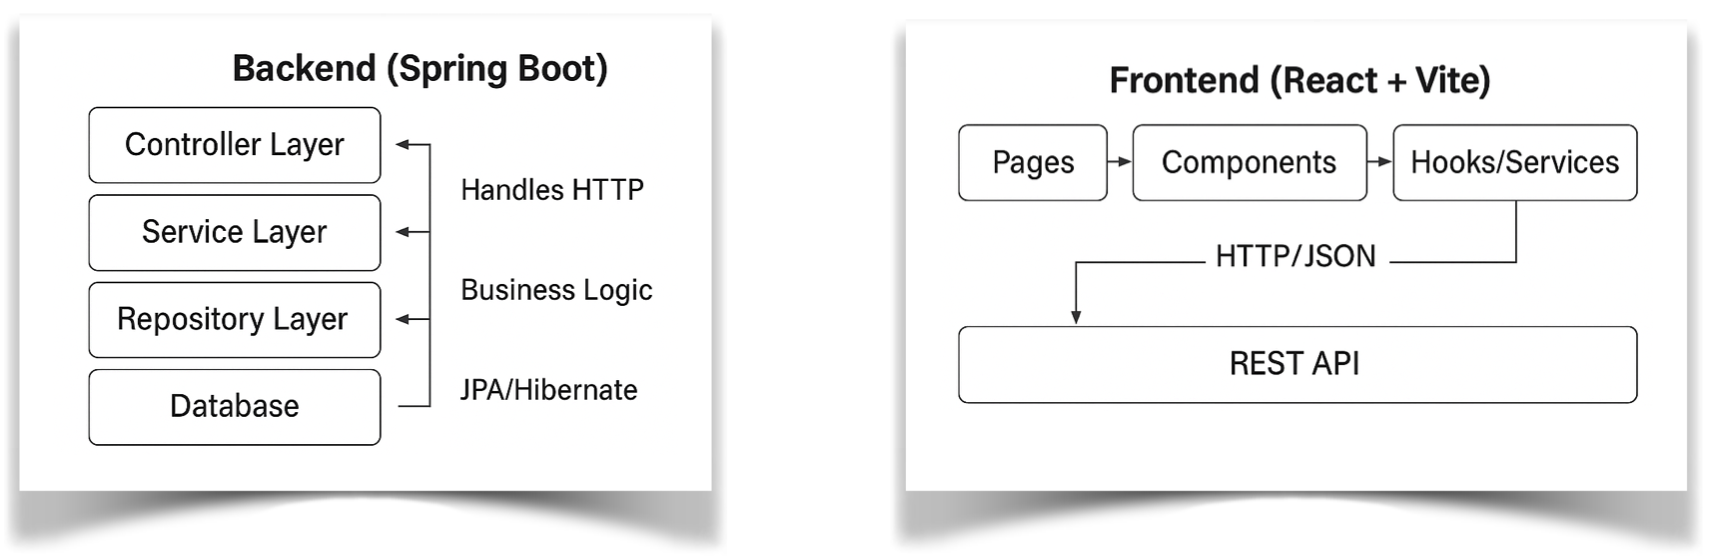 Backend (Spring Boot)
Controller Layer
Handles HTTP
Service Layer
Business Logic
Repository Layer
JPA/Hibernate
Database
Frontend (React + Vite)
Pages
Components
Hooks/Services
HTTP/JSON
REST API